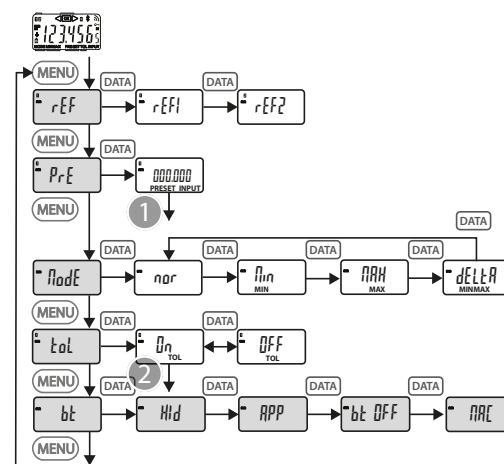 123.456
MENU
DATA DATA
rEF rEF1 rEF2
MENU
DATA
PrE 000.000
PRESET INPUT
MENU
1
DATA
DATA DATA DATA DATA
ModE nor Min MAX dELtA
MIN MAX MINMAX
MENU
DATA DATA
toL On OFF
TOL TOL
2
MENU
DATA DATA DATA DATA
bt HId APP bt OFF MAC
MENU